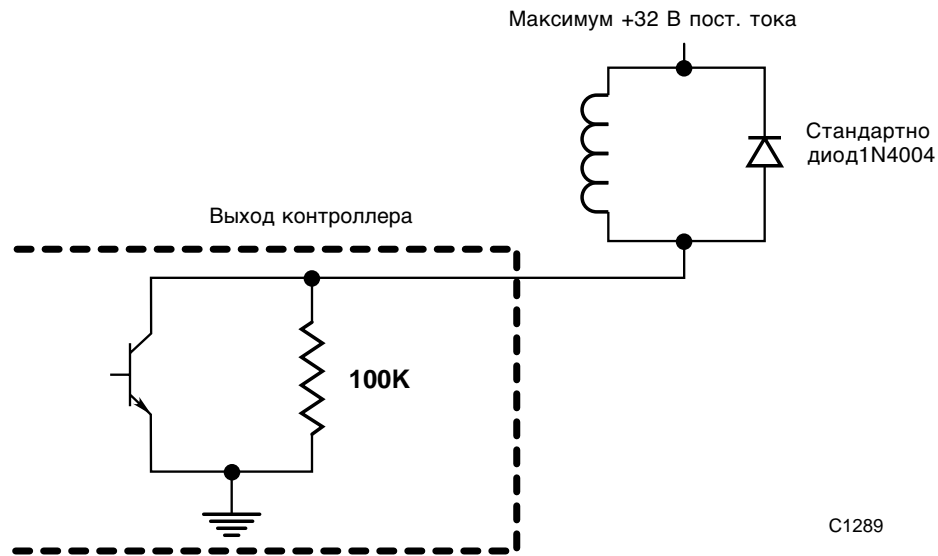 Максимум +32 В пост. тока
Стандартно
диод1N4004
Выход контроллера
100K
C1289